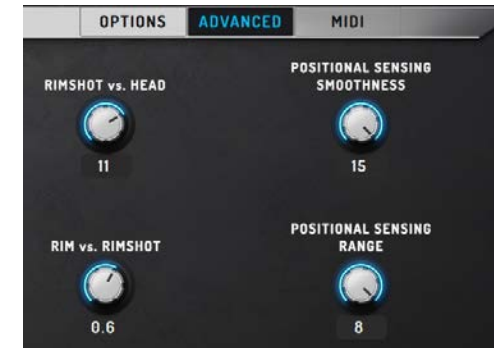 OPTIONS ADVANCED MIDI
RIMSHOT vs. HEAD
11
POSITIONAL SENSING
SMOOTHNESS
15
RIM vs. RIMSHOT
0.6
POSITIONAL SENSING
RANGE
8